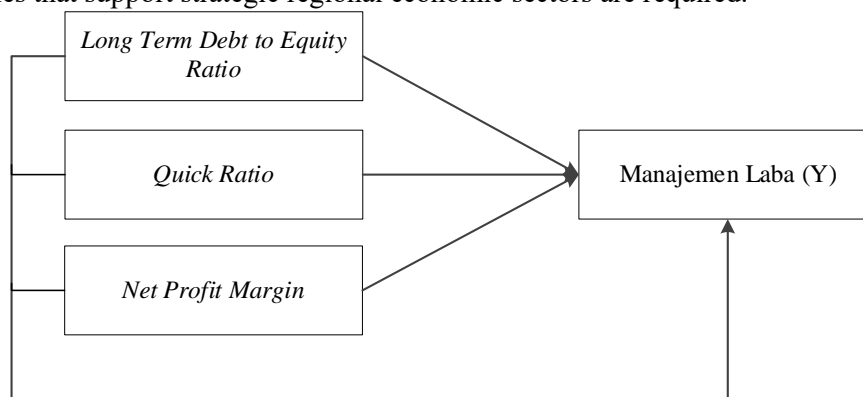 es that support strategic regional economic sectors are required.
Long Term Debt to Equity
Ratio
Quick Ratio
Manajemen Laba (Y)
Net Profit Margin